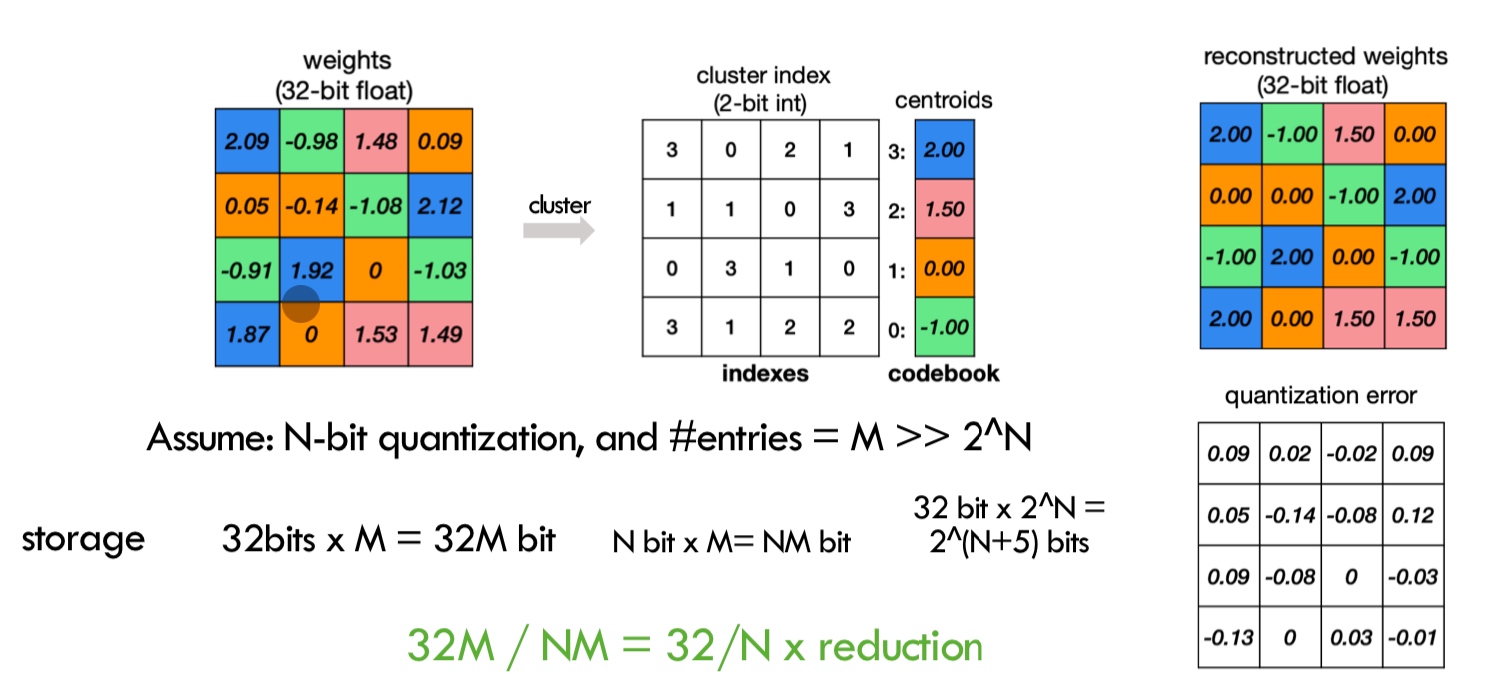 weights
(32-bit float)
2.09 -0.98 1.48 0.09
0.05 -0.14 -1.08 2.12
-0.91 1.92 0 -1.03
1.87 0 1.53 1.49
cluster
cluster index
(2-bit int)
3 0 2 1
1 1 0 3
0 3 1 0
3 1 2 2
indexes
centroids
3: 2.00
2: 1.50
1: 0.00
0: -1.00
codebook
reconstructed weights
(32-bit float)
2.00 -1.00 1.50 0.00
0.00 0.00 -1.00 2.00
-1.00 2.00 0.00 -1.00
2.00 0.00 1.50 1.50
quantization error
0.09 0.02 -0.02 0.09
0.05 -0.14 -0.08 0.12
0.09 -0.08 0 -0.03
-0.13 0 0.03 -0.01
Assume: N-bit quantization, and #entries = M >> 2^N
storage
32bits x M = 32M bit
N bit x M= NM bit
32 bit x 2^N =
2^(N+5) bits
32M / NM = 32/N x reduction